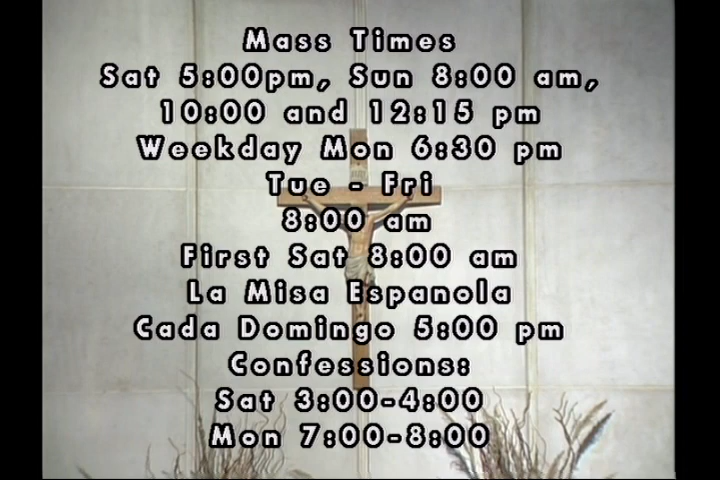 Mass Times
Sat 5:00pm, Sun 8:00 am,
10:00 and 12:15 pm
Weekday Mon 6:30 pm
Tue - Fri
8:00 am
First Sat 8:00 am
La Misa Espanola
Cada Domingo 5:00 pm
Confessions:
Sat 3:00-4:00
Mon 7:00-8:00